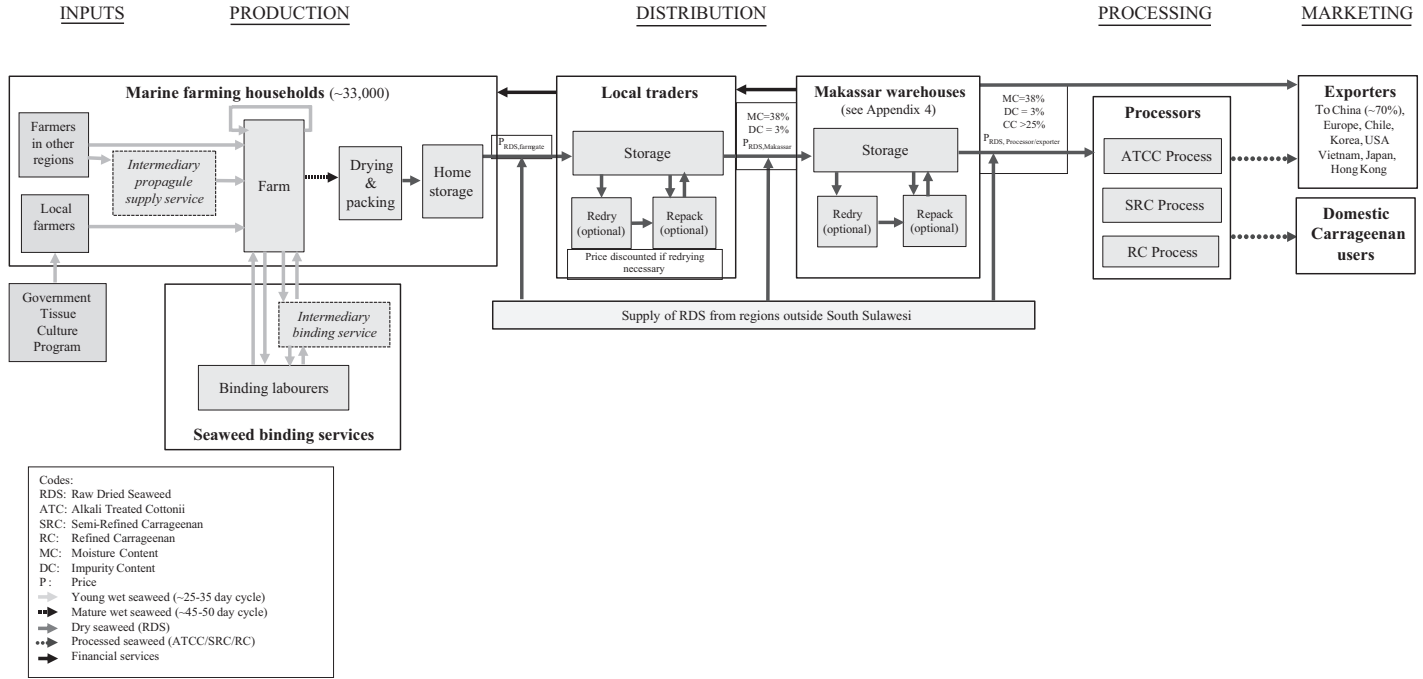 INPUTS
PRODUCTION
DISTRIBUTION
PROCESSING
MARKETING
Marine farming households (~33,000)
Farmers
in other
regions
Intermediary
propagule
supply service
Local
farmers
Farm
Drying
&
packing
Home
storage
Government
Tissue
Culture
Program
Intermediary
binding service
Binding labourers
Seaweed binding services
P RDS,farmgate
Local traders
Storage
Redry
(optional)
Repack
(optional)
Price discounted if redrying
necessary
MC=38%
DC = 3%
P RDS,Makassar
Makassar warehouses
(see Appendix 4)
Storage
Redry
(optional)
Repack
(optional)
MC=38%
DC = 3%
CC >25%
P RDS, Processor/exporter
Supply of RDS from regions outside South Sulawesi
Processors
ATCC Process
SRC Process
RC Process
Exporters
To China (~70%),
Europe, Chile,
Korea, USA
Vietnam, Japan,
Hong Kong
Domestic
Carrageenan
users
Codes:
RDS: Raw Dried Seaweed
ATC: Alkali Treated Cottonii
SRC: Semi-Refined Carrageenan
RC: Refined Carrageenan
MC: Moisture Content
DC: Impurity Content
P : Price
Young wet seaweed (~25-35 day cycle)
Mature wet seaweed (~45-50 day cycle)
Dry seaweed (RDS)
Processed seaweed (ATCC/SRC/RC)
Financial services